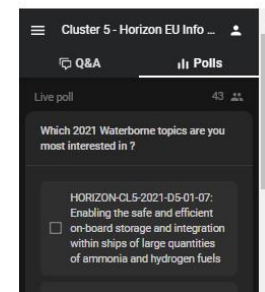 Cluster 5 - Horizon EU Info ...
Q&A
Polls
Live poll
43
Which 2021 Waterborne topics are you
most interested in ?
HORIZON-CL5-2021-D5-01-07:
Enabling the safe and efficient
on-board storage and integration
within ships of large quantities
of ammonia and hydrogen fuels